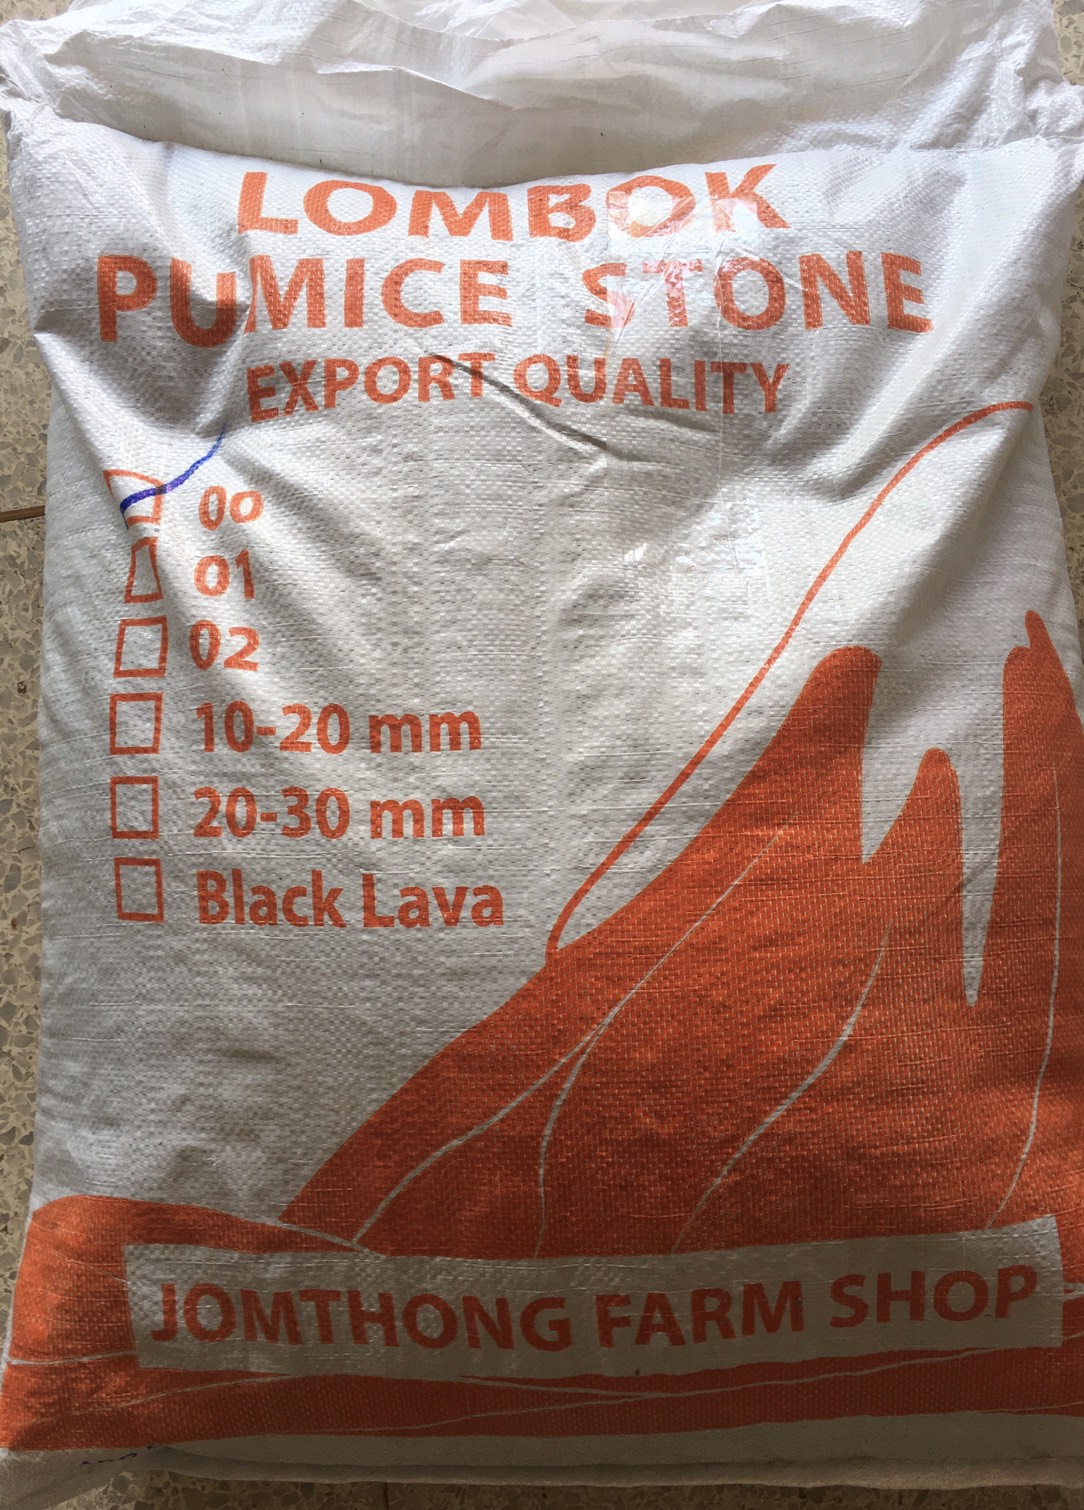 LOMBOK
PUMICE STONE
EXPORT QUALITY
00
01
02
10-20 mm
20-30 mm
Black Lava
JOMTHONG FARM SHOP